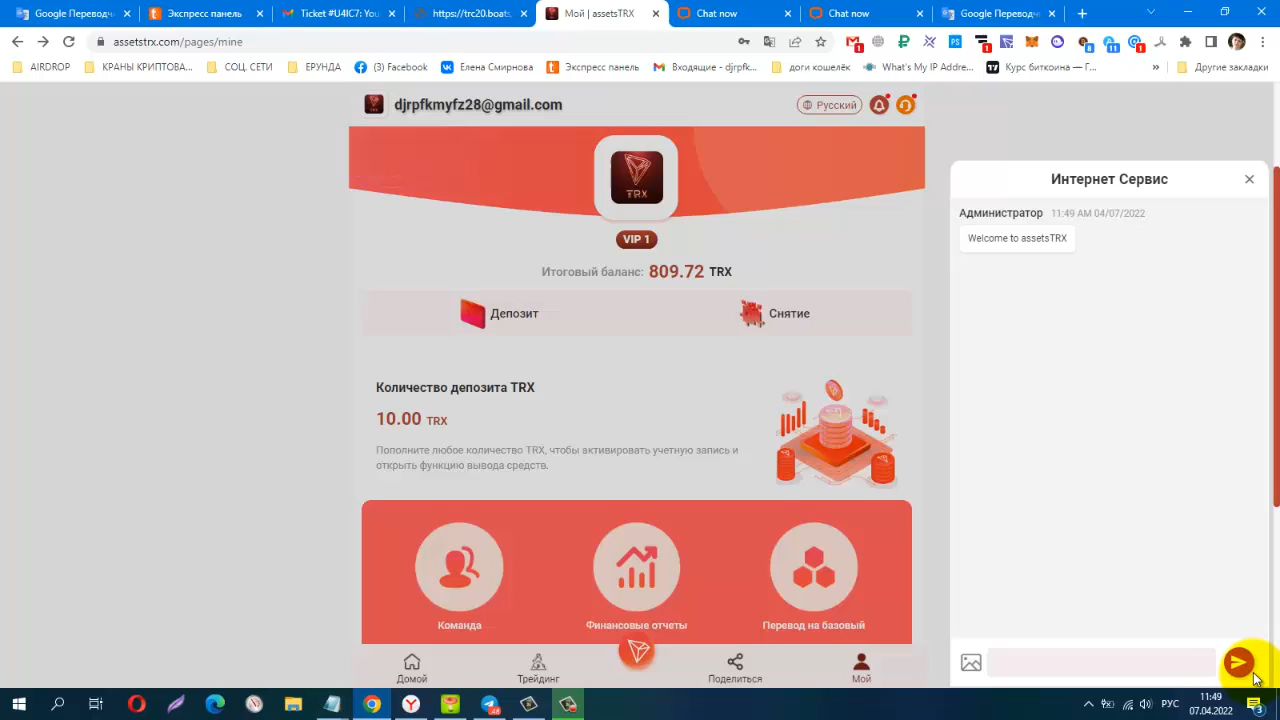 Google Переводч
Экспресс панель
Ticket #U4IC7: You
https://trc20.boats
Мой | assetsTRX
Chat now
Chat now
Google Переводч
assetstrx.com/pages/mine
AIRDROP
КРАНЫ КРИПТОВА...
СОЦ. СЕТИ
ЕРУНДА
(3) Facebook
Елена Смирнова
Экспресс панель
Входящие - djrpfk...
доги кошелёк
What's My IP Addre...
Курс биткоина — Г...
»
Другие закладки
djrpfkmyfz28@gmail.com
Русский
TRX
VIP 1
Итоговый баланс: 809.72 TRX
Депозит
Снятие
Количество депозита TRX
10.00 TRX
Пополните любое количество TRX, чтобы активировать учетную запись и
открыть функцию вывода средств.
Команда
Финансовые отчеты
Перевод на базовый
Домой
Трейдинг
Поделиться
Мой
Интернет Сервис
Администратор 11:49 AM 04/07/2022
Welcome to assetsTRX
РУС
11:49
07.04.2022